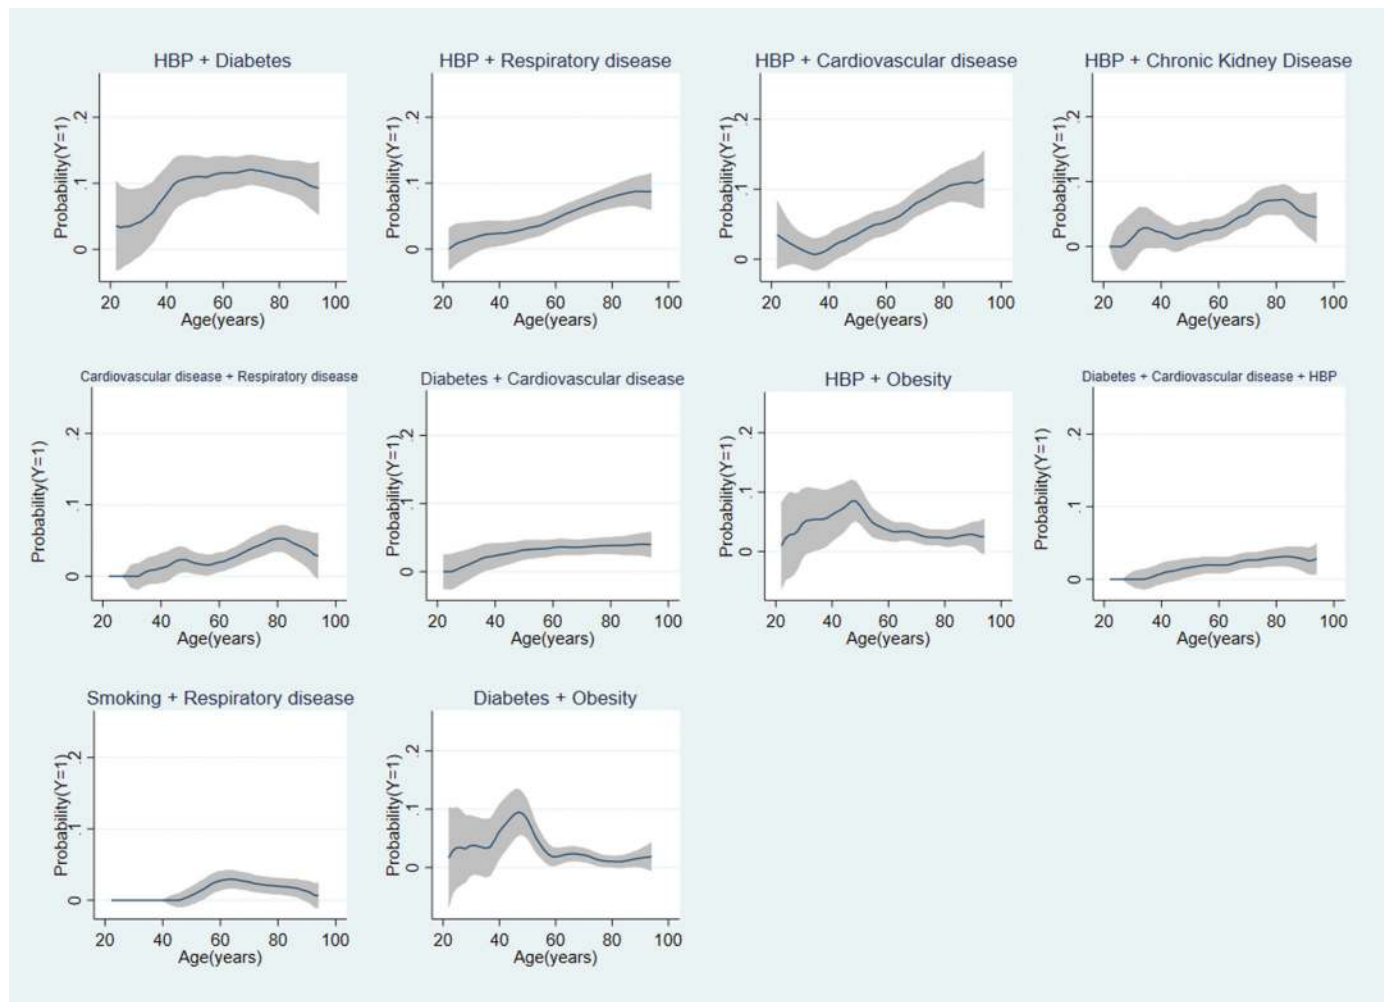 HBP + Diabetes
Probability(Y=1)
.2
.1
0
20 40 60 80 100
Age(years)
HBP + Respiratory disease
Probability(Y=1)
.2
.1
0
20 40 60 80 100
Age(years)
HBP + Cardiovascular disease
Probability(Y=1)
.2
.1
0
20 40 60 80 100
Age(years)
HBP + Chronic Kidney Disease
Probability(Y=1)
.2
.1
0
20 40 60 80 100
Age(years)
Cardiovascular disease + Respiratory disease
Probability(Y=1)
.2
.1
0
20 40 60 80 100
Age(years)
Diabetes + Cardiovascular disease
Probability(Y=1)
.2
.1
0
20 40 60 80 100
Age(years)
HBP + Obesity
Probability(Y=1)
.2
.1
0
20 40 60 80 100
Age(years)
Diabetes + Cardiovascular disease + HBP
Probability(Y=1)
.2
.1
0
20 40 60 80 100
Age(years)
Smoking + Respiratory disease
Probability(Y=1)
.2
.1
0
20 40 60 80 100
Age(years)
Diabetes + Obesity
Probability(Y=1)
.2
.1
0
20 40 60 80 100
Age(years)